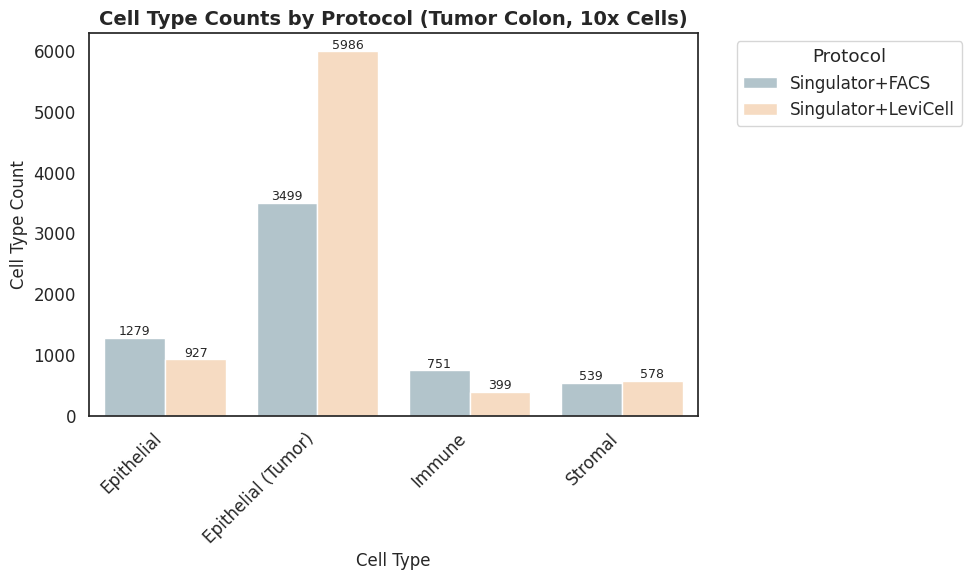 Cell Type Counts by Protocol (Tumor Colon, 10x Cells)
Protocol
Singulator+FACS
Singulator+LeviCell
Cell Type Count
6000
5000
4000
3000
2000
1000
0
1279
927
3499
5986
751
399
539
578
Epithelial
Epithelial (Tumor)
Immune
Stromal
Cell Type